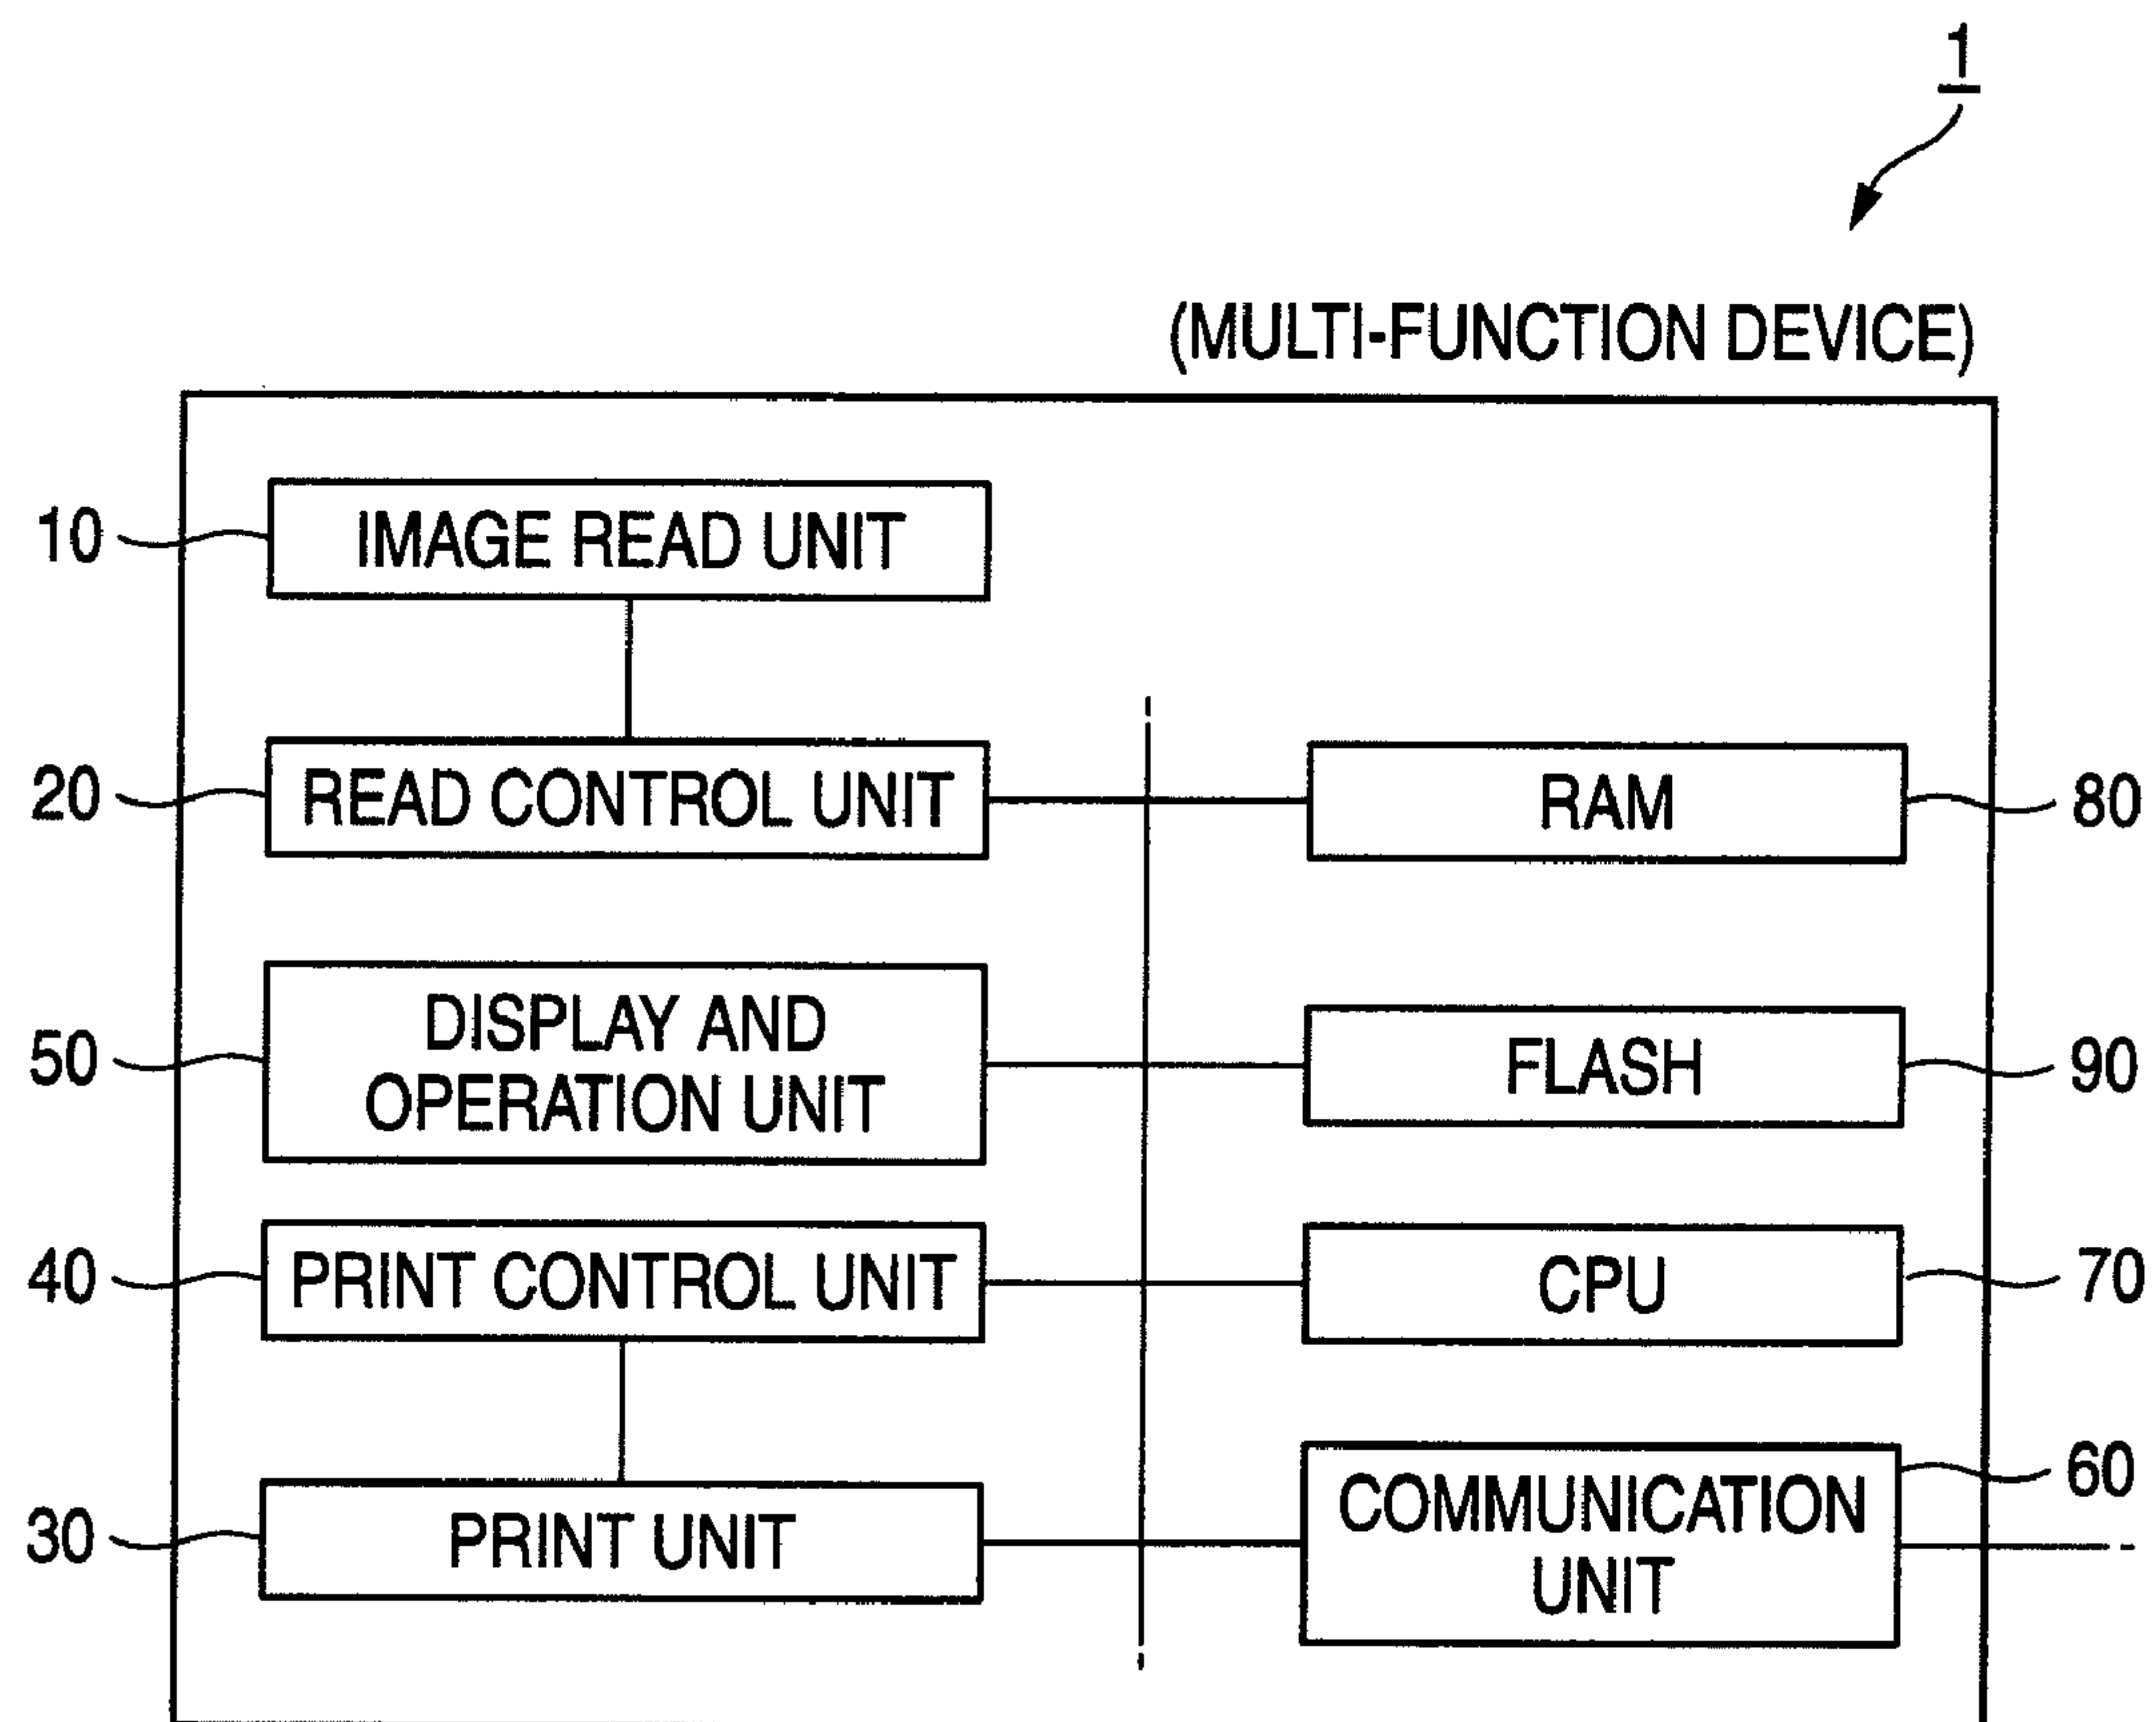 1
(MULTI-FUNCTION DEVICE)
10
IMAGE READ UNIT
20
READ CONTROL UNIT
RAM
80
50
DISPLAY AND
OPERATION UNIT
FLASH
90
40
PRINT CONTROL UNIT
CPU
70
30
PRINT UNIT
COMMUNICATION
UNIT
60